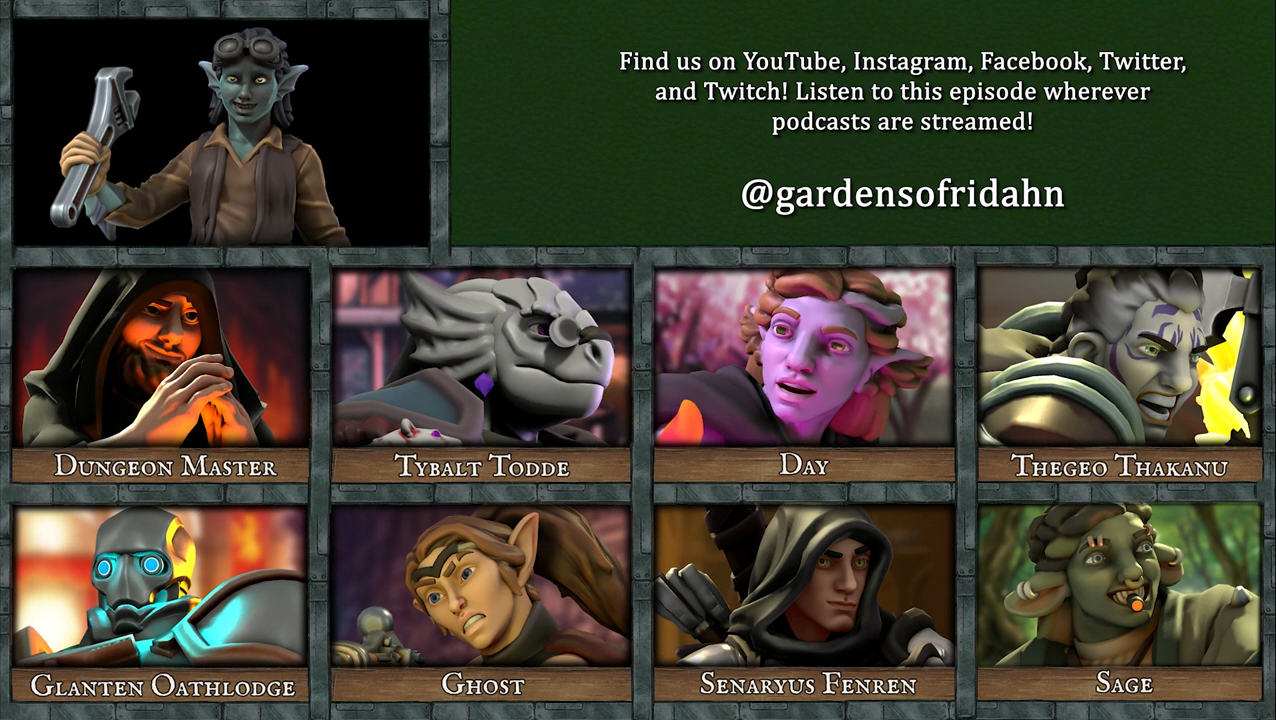 Find us on YouTube, Instagram, Facebook, Twitter,
and Twitch! Listen to this episode wherever
podcasts are streamed!
@gardensofridahn
Dungeon Master
Tybalt Todde
Day
Thegeo Thakanu
Glanten Oathlodge
Ghost
Senaryus Fenren
Sage